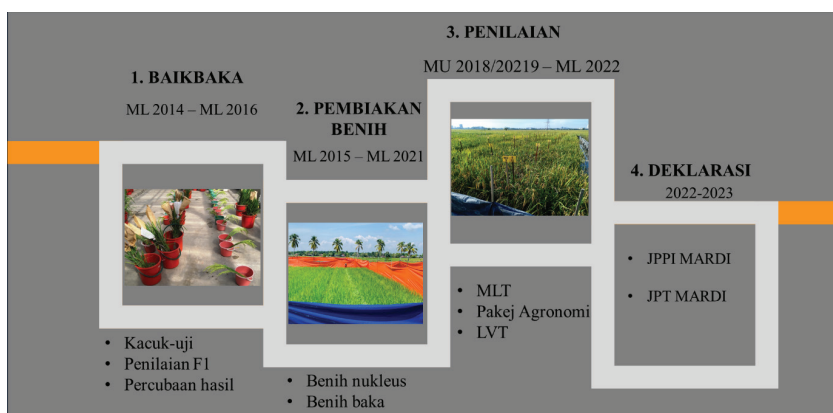 1. BAIKBAKA
ML 2014 – ML 2016
• Kacuk-uji
• Penilaian F1
• Percubaan hasil
2. PEMBIAKAN
BENIH
ML 2015 – ML 2021
• Benih nukleus
• Benih baka
3. PENILAIAN
MU 2018/20219 – ML 2022
• MLT
• Pakej Agronomi
• LVT
4. DEKLARASI
2022-2023
• JPPI MARDI
• JPT MARDI